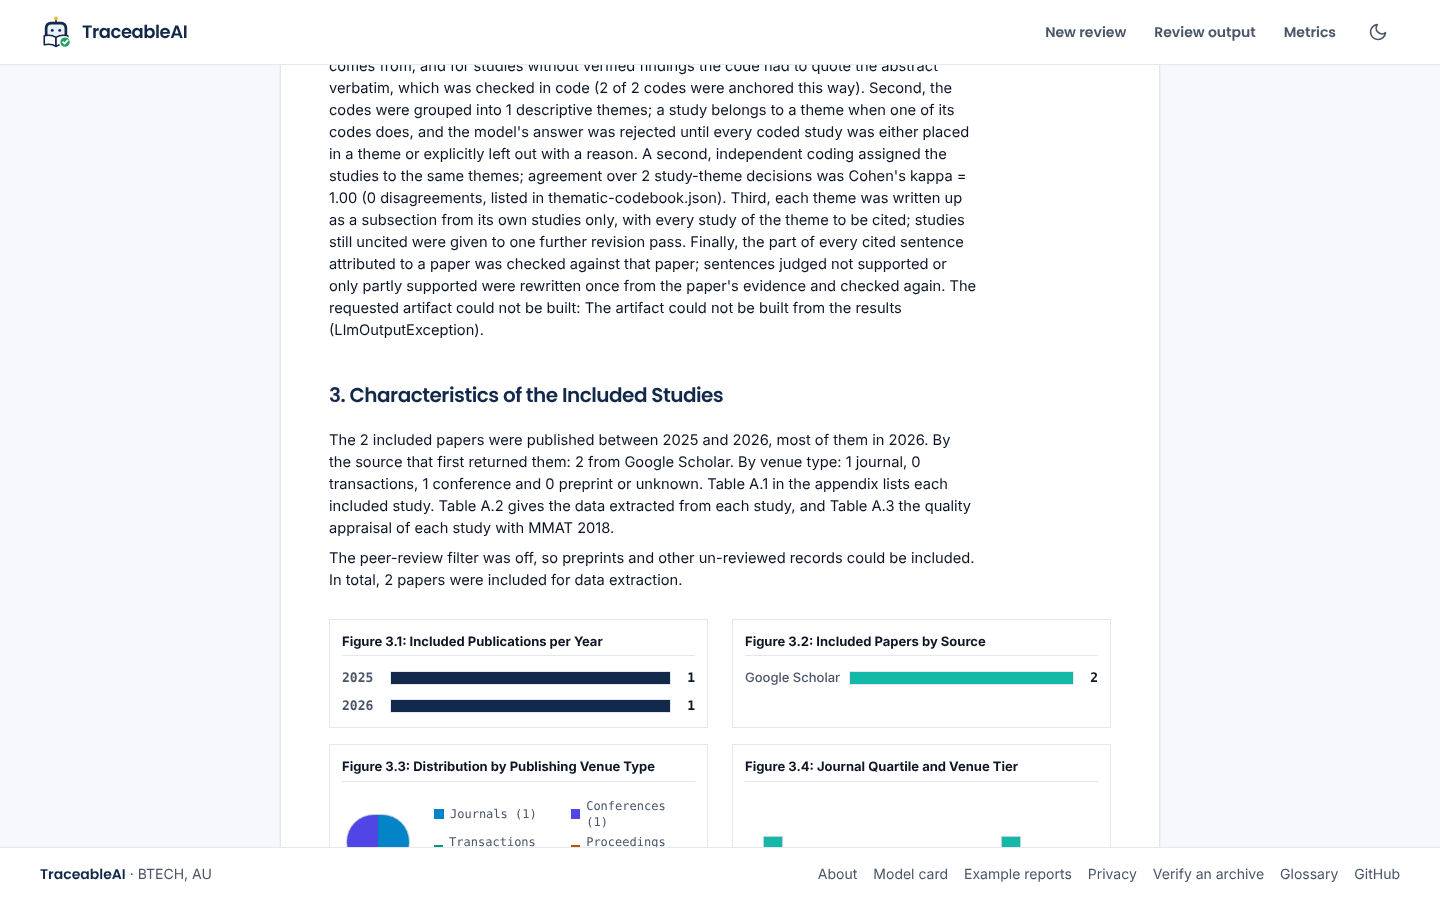 TraceableAI
New review
Review output
Metrics
comes from, and for studies without verified findings the code had to quote the abstract
verbatim, which was checked in code (2 of 2 codes were anchored this way). Second, the
codes were grouped into 1 descriptive themes; a study belongs to a theme when one of its
codes does, and the model's answer was rejected until every coded study was either placed
in a theme or explicitly left out with a reason. A second, independent coding assigned the
studies to the same themes; agreement over 2 study-theme decisions was Cohen's kappa =
1.00 (0 disagreements, listed in thematic-codebook.json). Third, each theme was written up
as a subsection from its own studies only, with every study of the theme to be cited; studies
still uncited were given to one further revision pass. Finally, the part of every cited sentence
attributed to a paper was checked against that paper; sentences judged not supported or
only partly supported were rewritten once from the paper's evidence and checked again. The
requested artifact could not be built: The artifact could not be built from the results
(LlmOutputException).
3. Characteristics of the Included Studies
The 2 included papers were published between 2025 and 2026, most of them in 2026. By
the source that first returned them: 2 from Google Scholar. By venue type: 1 journal, 0
transactions, 1 conference and 0 preprint or unknown. Table A.1 in the appendix lists each
included study. Table A.2 gives the data extracted from each study, and Table A.3 the quality
appraisal of each study with MMAT 2018.
The peer-review filter was off, so preprints and other un-reviewed records could be included.
In total, 2 papers were included for data extraction.
Figure 3.1: Included Publications per Year
2025 1
2026 1
Figure 3.2: Included Papers by Source
Google Scholar 2
Figure 3.3: Distribution by Publishing Venue Type
Journals (1)
Conferences
(1)
Transactions
Proceedings
Figure 3.4: Journal Quartile and Venue Tier
TraceableAI · BTECH, AU
About
Model card
Example reports
Privacy
Verify an archive
Glossary
GitHub